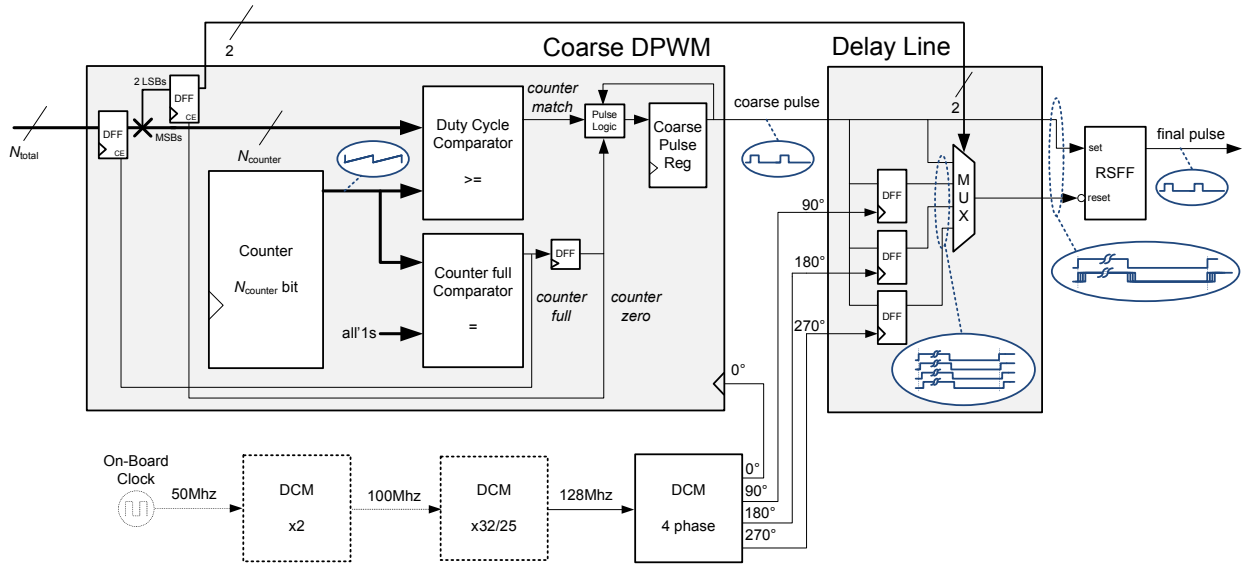 2
Coarse DPWM
Delay Line
2 LSBs
DFF
CE
counter
match
2
N_total
DFF
CE
MSBs
N_counter
Duty Cycle
Comparator
>=
Pulse
Logic
Coarse
Pulse
Reg
coarse pulse
MUX
set
RSFF
reset
final pulse
90°
DFF
Counter
N_counter bit
Counter full
Comparator
=
DFF
180°
DFF
counter
full
counter
zero
all'1s
270°
DFF
0°
On-Board
Clock
50Mhz
DCM
x2
100Mhz
DCM
x32/25
128Mhz
DCM
4 phase
0°
90°
180°
270°